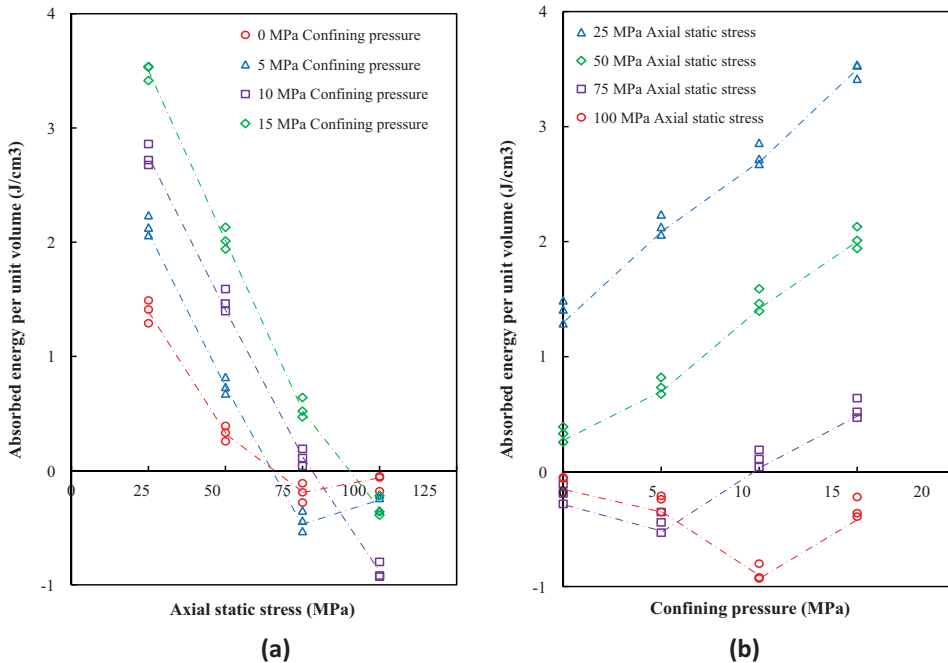 4
3
2
1
0
-1
0
25
50
75
100
125
Absorbed energy per unit volume (J/cm3)
Axial static stress (MPa)
0 MPa Confining pressure
5 MPa Confining pressure
10 MPa Confining pressure
15 MPa Confining pressure
(a)
4
3
2
1
0
-1
0
5
10
15
20
Absorbed energy per unit volume (J/cm3)
Confining pressure (MPa)
25 MPa Axial static stress
50 MPa Axial static stress
75 MPa Axial static stress
100 MPa Axial static stress
(b)